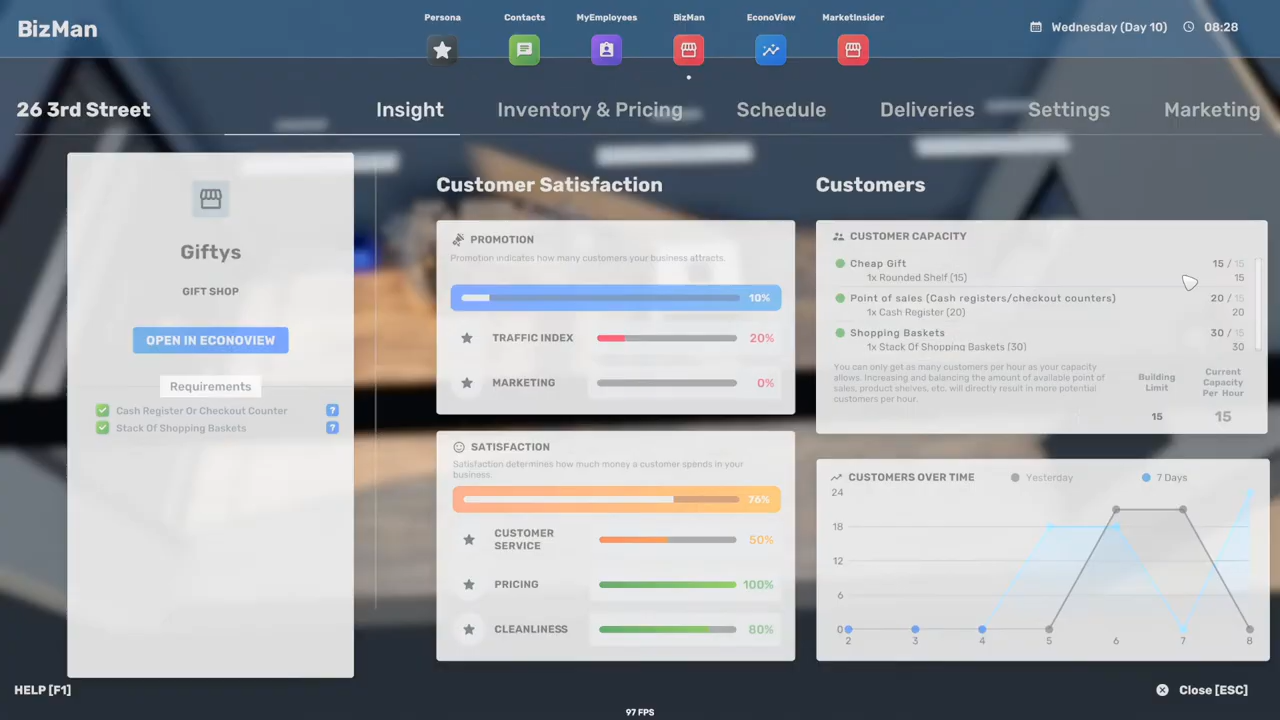 BizMan
Persona
Contacts
MyEmployees
BizMan
EconoView
MarketInsider
Wednesday (Day 10)
08:28
26 3rd Street
Insight
Inventory & Pricing
Schedule
Deliveries
Settings
Marketing
Giftys
GIFT SHOP
OPEN IN ECONOVIEW
Requirements
Cash Register Or Checkout Counter
?
Stack Of Shopping Baskets
?
Customer Satisfaction
PROMOTION
Promotion indicates how many customers your business attracts.
10%
TRAFFIC INDEX
20%
MARKETING
0%
SATISFACTION
Satisfaction determines how much money a customer spends in your
business.
76%
CUSTOMER
SERVICE
50%
PRICING
100%
CLEANLINESS
80%
Customers
CUSTOMER CAPACITY
Cheap Gift
15 / 15
1x Rounded Shelf (15)
15
Point of sales (Cash registers/checkout counters)
20 / 15
1x Cash Register (20)
20
Shopping Baskets
30 / 15
1x Stack Of Shopping Baskets (30)
30
You can only get as many customers per hour as your capacity
allows. Increasing and balancing the amount of available point of
sales, product shelves, etc. will directly result in more potential
customers per hour.
Building
Limit
15
Current
Capacity
Per Hour
15
CUSTOMERS OVER TIME
Yesterday
7 Days
24
18
12
6
0
2
3
4
5
6
7
8
HELP [F1]
97 FPS
Close [ESC]